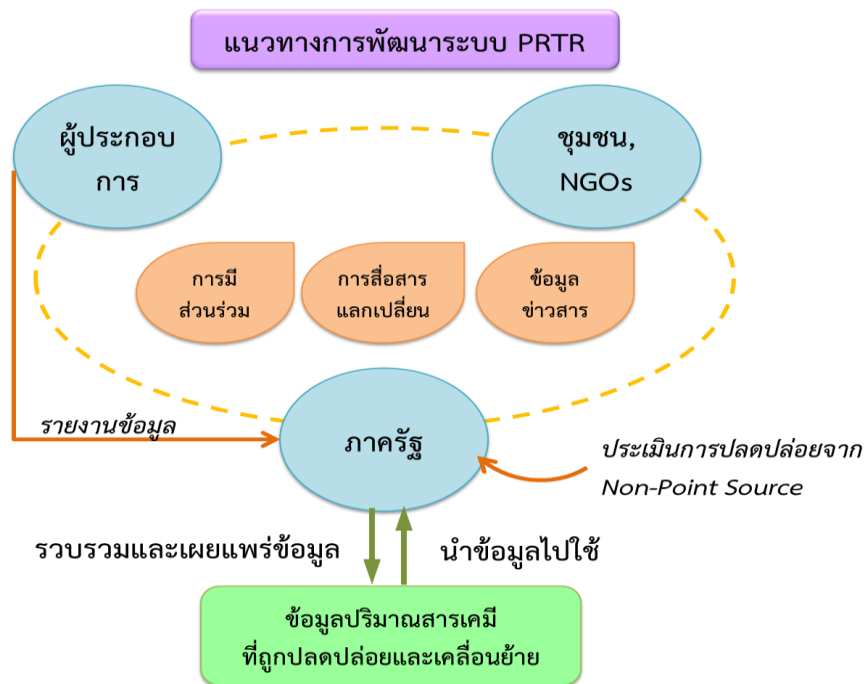 แนวทางการพัฒนาระบบ PRTR
ผู้ประกอบ
การ
ชุมชน,
NGOs
การมี
ส่วนร่วม
การสื่อสาร
แลกเปลี่ยน
ข้อมูล
ข่าวสาร
รายงานข้อมูล
ภาครัฐ
ประเมินการปลดปล่อยจาก
Non-Point Source
รวบรวมและเผยแพร่ข้อมูล
นำข้อมูลไปใช้
ข้อมูลปริมาณสารเคมี
ที่ถูกปลดปล่อยและเคลื่อนย้าย